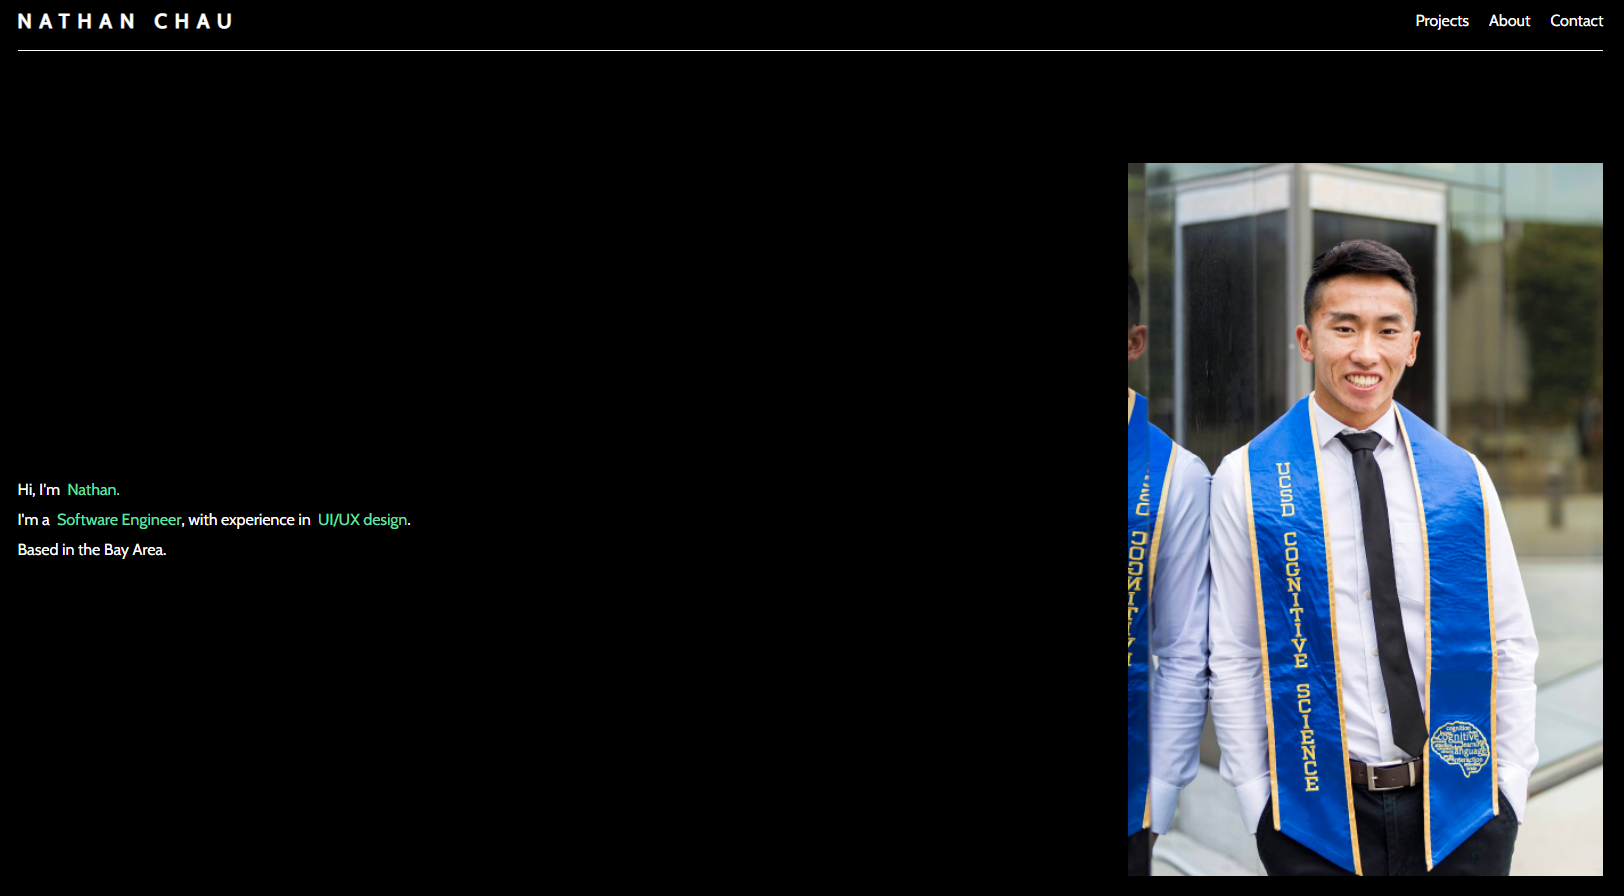 NATHAN CHAU
Projects About Contact
Hi, I'm Nathan.
I'm a Software Engineer, with experience in UI/UX design.
Based in the Bay Area.
UCSD COGNITIVE SCIENCE
cognition
cognitive
learning
language
interaction